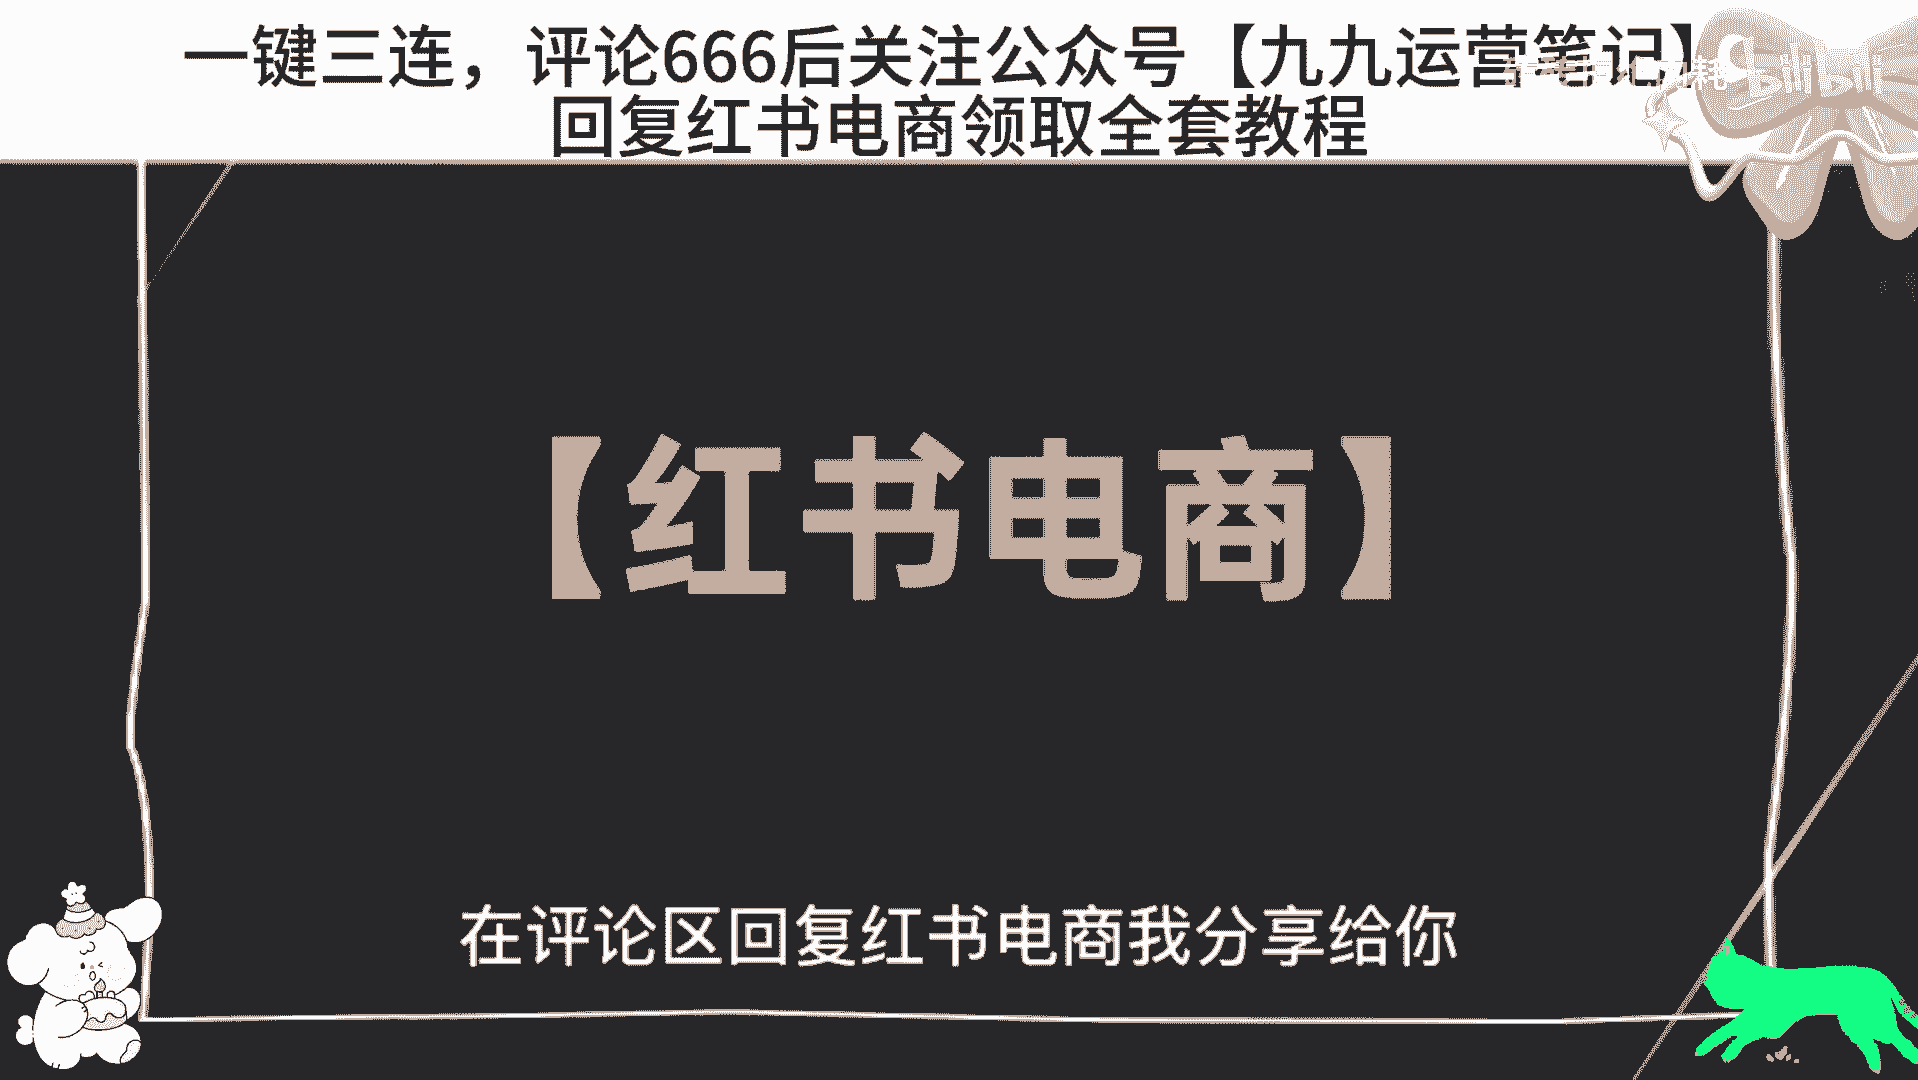 一键三连，评论666后关注公众号【九九运营笔记】
bilibili
回复红书电商领取全套教程
【红书电商】
在评论区回复红书电商我分享给你